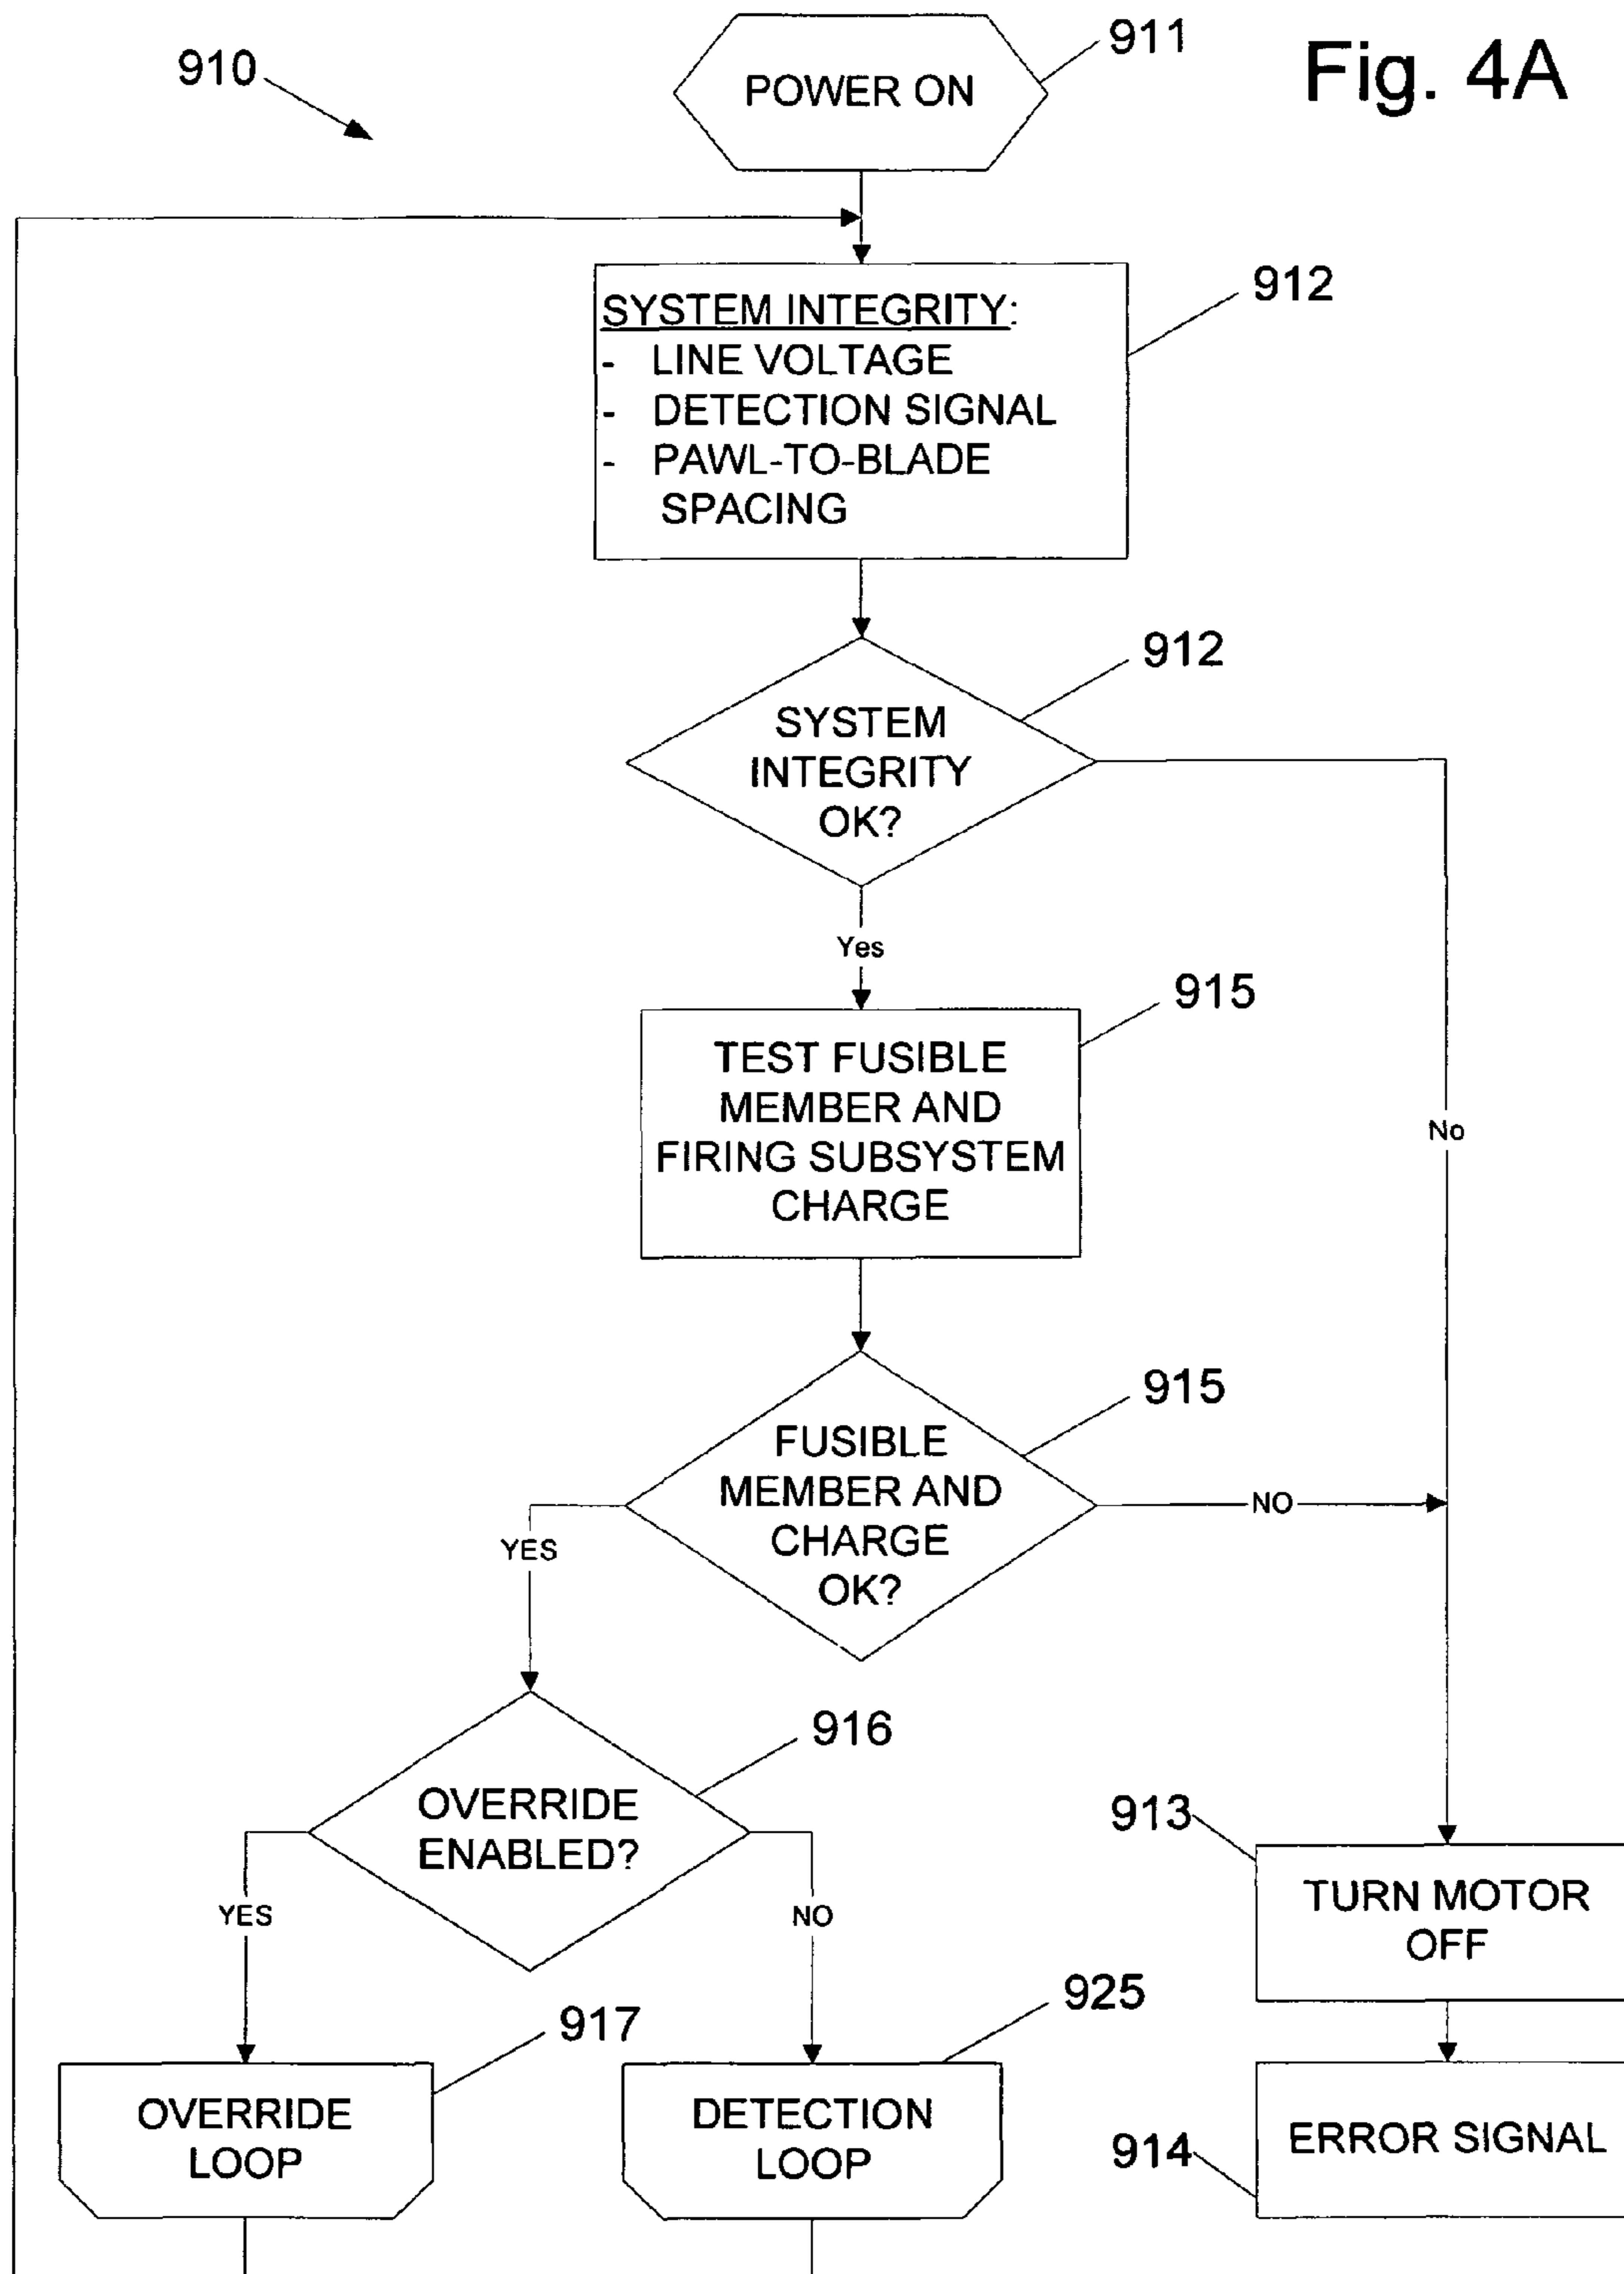 Fig. 4A
910
911
POWER ON
912
SYSTEM INTEGRITY:
- LINE VOLTAGE
- DETECTION SIGNAL
- PAWL-TO-BLADE
SPACING
912
SYSTEM
INTEGRITY
OK?
Yes
No
915
TEST FUSIBLE
MEMBER AND
FIRING SUBSYSTEM
CHARGE
915
FUSIBLE
MEMBER AND
CHARGE
OK?
YES
NO
916
OVERRIDE
ENABLED?
YES
NO
913
TURN MOTOR
OFF
917
OVERRIDE
LOOP
925
DETECTION
LOOP
914
ERROR SIGNAL